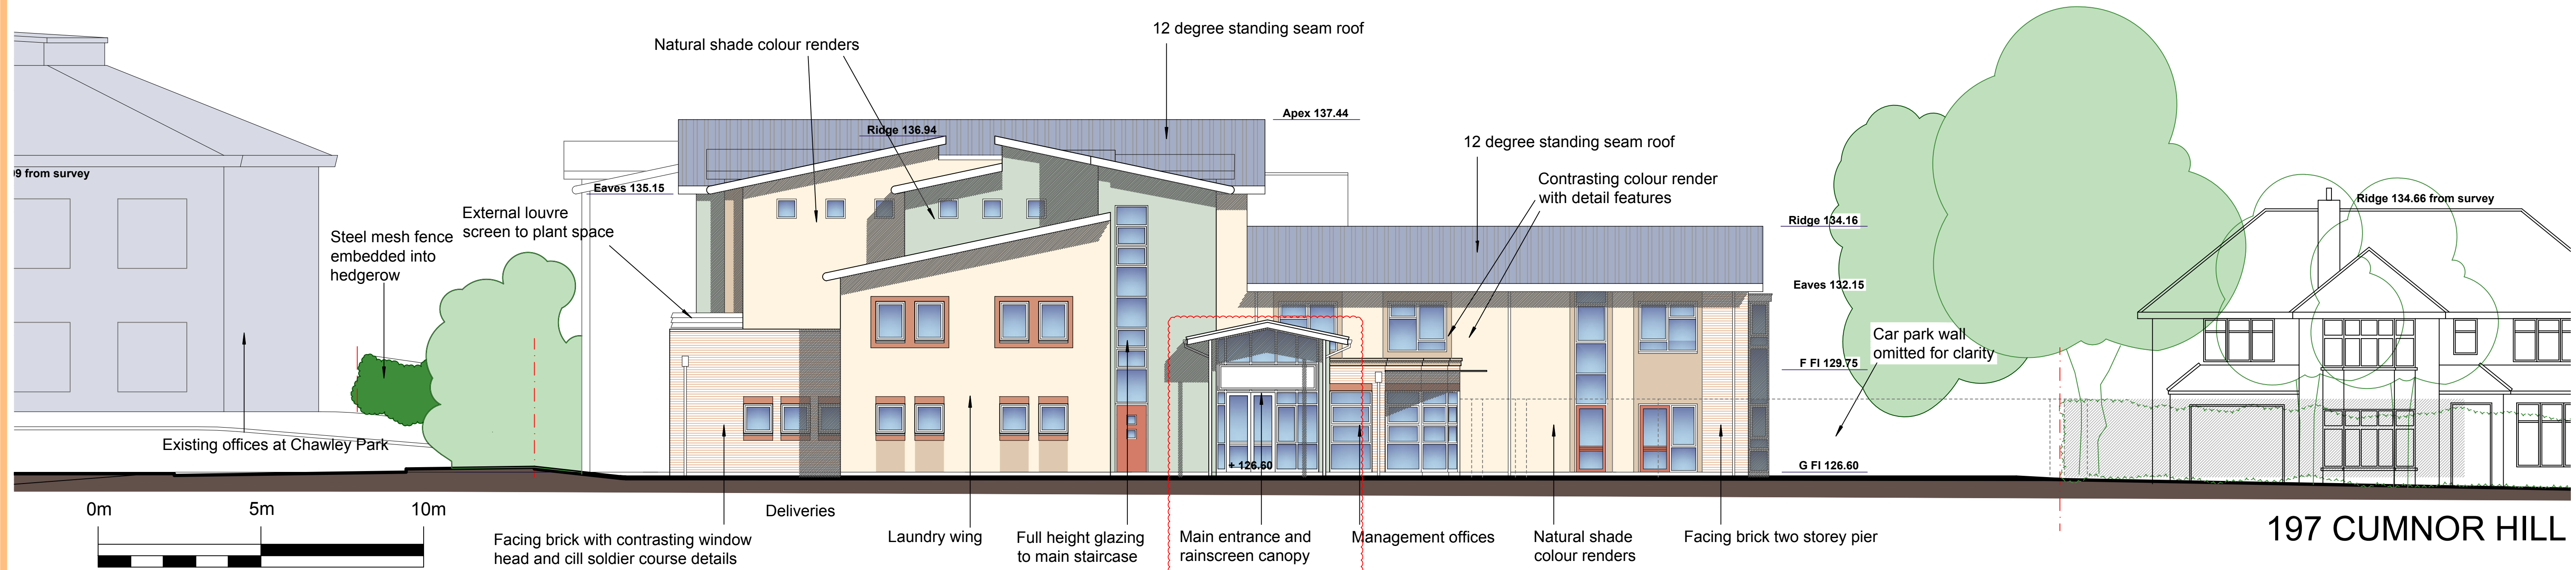 12 degree standing seam roof
Natural shade colour renders
Apex 137.44
Ridge 136.94
12 degree standing seam roof
from survey
Eaves 135.15
Contrasting colour render
with detail features
Ridge 134.66 from survey
External louvre
screen to plant space
Ridge 134.16
Steel mesh fence
embedded into
hedgerow
Eaves 132.15
Car park wall
omitted for clarity
F Fl 129.75
Existing offices at Chawley Park
+ 126.60
G Fl 126.60
0m
5m
10m
Deliveries
Facing brick with contrasting window
head and cill soldier course details
Laundry wing
Full height glazing
to main staircase
Main entrance and
rainscreen canopy
Management offices
Natural shade
colour renders
Facing brick two storey pier
197 CUMNOR HILL